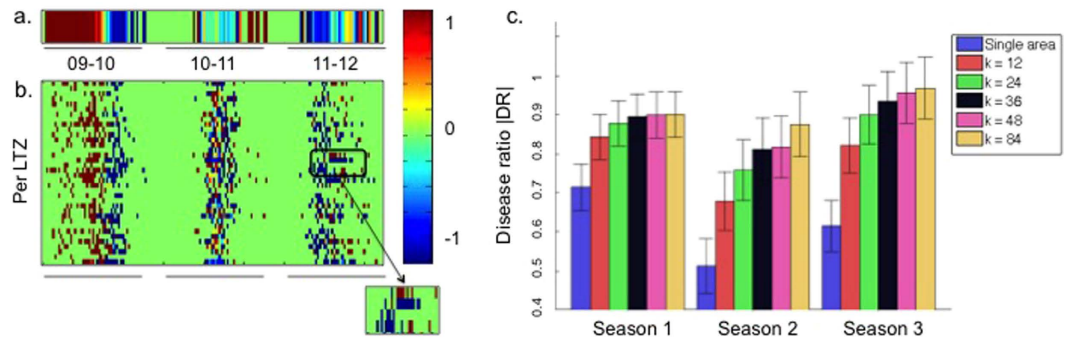 a.
09-10 10-11 11-12
b.
Per LTZ
1
0
-1
c.
Disease ratio |DR|
1
0.9
0.8
0.7
0.6
0.5
0.4
Season 1 Season 2 Season 3
Single area
k = 12
k = 24
k = 36
k = 48
k = 84